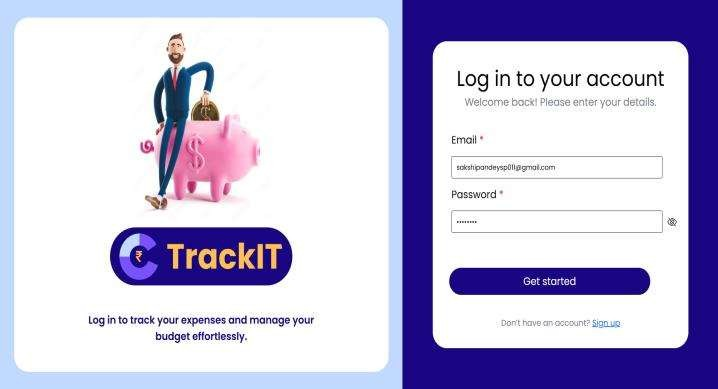 $
₹ TrackIT
Log in to track your expenses and manage your
budget effortlessly.
Log in to your account
Welcome back! Please enter your details.
Email *
sakshipandeysp011@gmail.com
Password *
••••••••
Get started
Don't have an account? Sign up